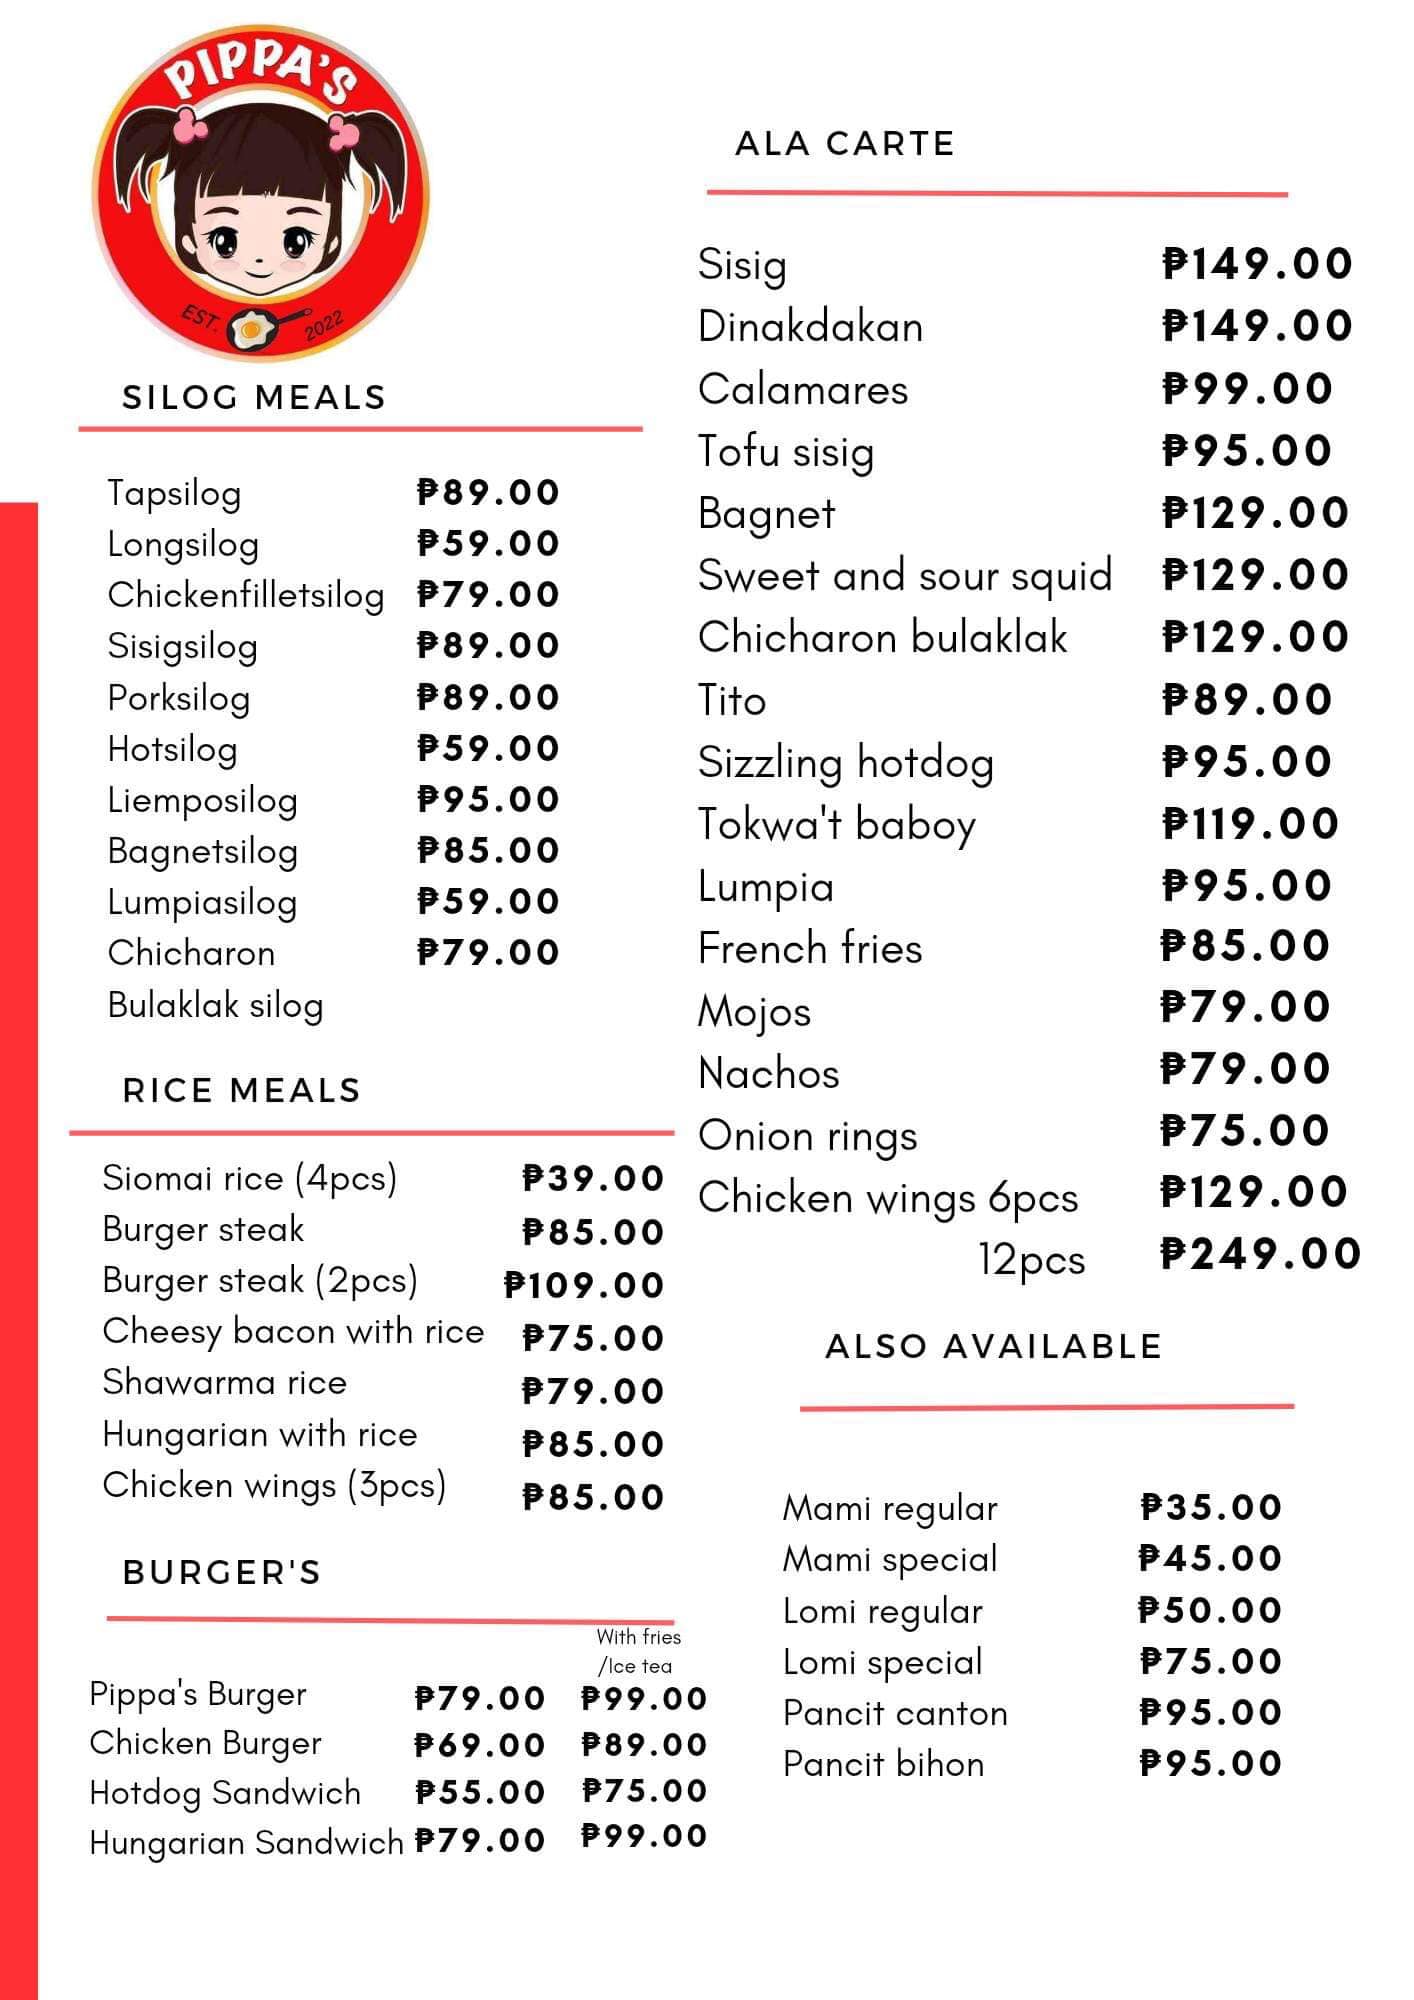 PIPPA'S
EST. 2022
SILOG MEALS
Tapsilog ₱89.00
Longsilog ₱59.00
Chickenfilletsilog ₱79.00
Sisigsilog ₱89.00
Porksilog ₱89.00
Hotsilog ₱59.00
Liemposilog ₱95.00
Bagnetsilog ₱85.00
Lumpiasilog ₱59.00
Chicharon ₱79.00
Bulaklak silog
RICE MEALS
Siomai rice (4pcs) ₱39.00
Burger steak ₱85.00
Burger steak (2pcs) ₱109.00
Cheesy bacon with rice ₱75.00
Shawarma rice ₱79.00
Hungarian with rice ₱85.00
Chicken wings (3pcs) ₱85.00
BURGER'S
With fries
/Ice tea
Pippa's Burger ₱79.00 ₱99.00
Chicken Burger ₱69.00 ₱89.00
Hotdog Sandwich ₱55.00 ₱75.00
Hungarian Sandwich ₱79.00 ₱99.00
ALA CARTE
Sisig ₱149.00
Dinakdakan ₱149.00
Calamares ₱99.00
Tofu sisig ₱95.00
Bagnet ₱129.00
Sweet and sour squid ₱129.00
Chicharon bulaklak ₱129.00
Tito ₱89.00
Sizzling hotdog ₱95.00
Tokwa't baboy ₱119.00
Lumpia ₱95.00
French fries ₱85.00
Mojos ₱79.00
Nachos ₱79.00
Onion rings ₱75.00
Chicken wings 6pcs ₱129.00
12pcs ₱249.00
ALSO AVAILABLE
Mami regular ₱35.00
Mami special ₱45.00
Lomi regular ₱50.00
Lomi special ₱75.00
Pancit canton ₱95.00
Pancit bihon ₱95.00